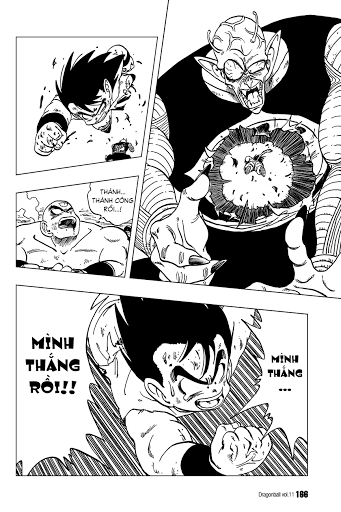 THÀNH...
THÀNH CÔNG
RỒI...!
MÌNH
THẮNG
...
MÌNH
THẮNG
RỒI!!
Dragonball vol.11 166